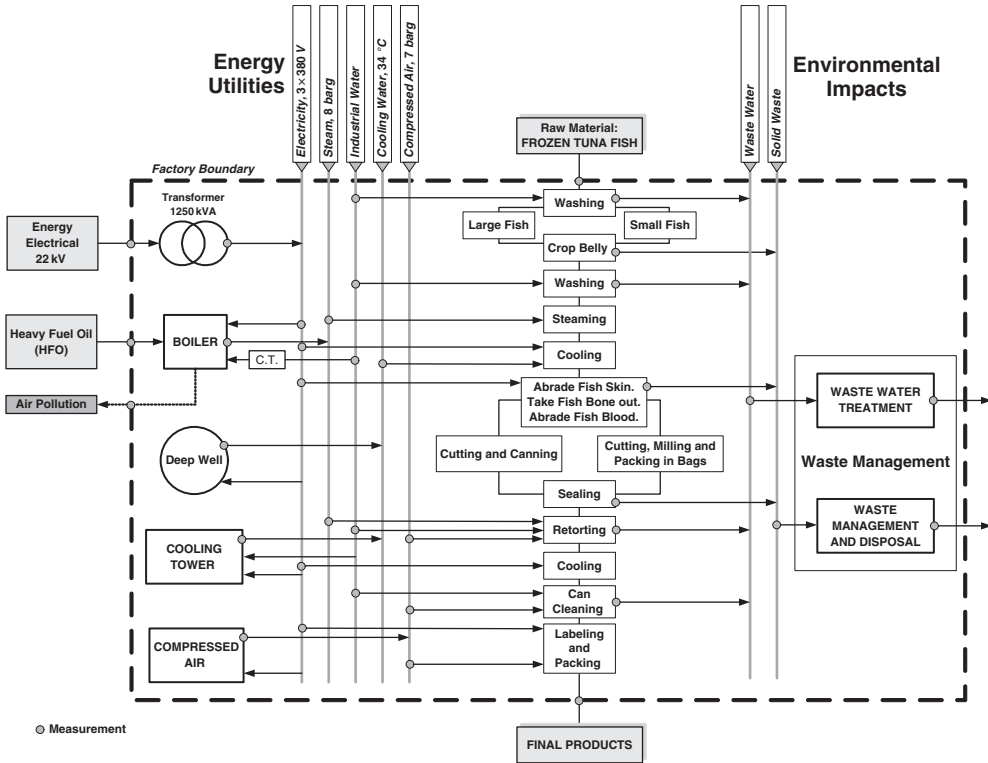 Energy
Utilities
Electricity, 3 × 380 V
Steam, 8 barg
Industrial Water
Cooling Water, 34 °C
Compressed Air, 7 barg
Raw Material:
FROZEN TUNA FISH
Waste Water
Solid Waste
Environmental
Impacts
Factory Boundary
Transformer
1250 kVA
Energy
Electrical
22 kV
Heavy Fuel Oil
(HFO)
Air Pollution
BOILER
C.T.
Deep Well
COOLING
TOWER
COMPRESSED
AIR
Washing
Large Fish
Small Fish
Crop Belly
Washing
Steaming
Cooling
Abrade Fish Skin.
Take Fish Bone out.
Abrade Fish Blood.
Cutting and Canning
Cutting, Milling and
Packing in Bags
Sealing
Retorting
Cooling
Can
Cleaning
Labeling
and
Packing
WASTE WATER
TREATMENT
Waste Management
WASTE
MANAGEMENT
AND DISPOSAL
Measurement
FINAL PRODUCTS